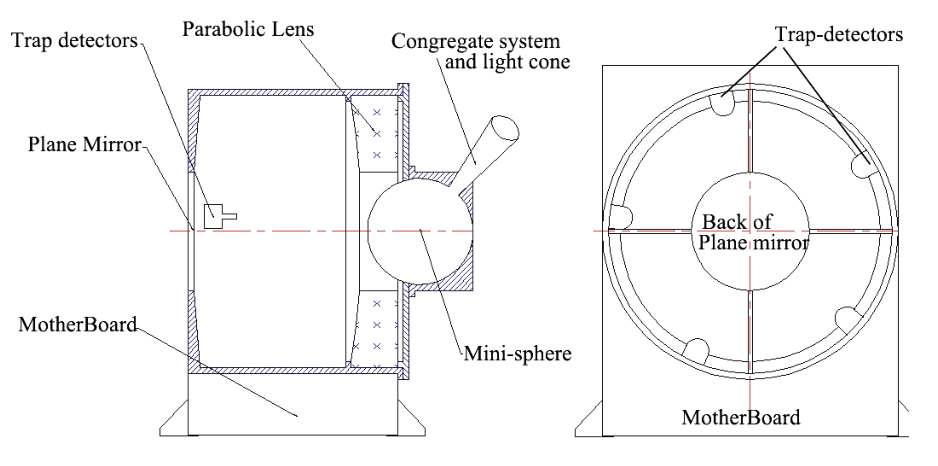 Trap detectors
Parabolic Lens
Congregate system
and light cone
Plane Mirror
MotherBoard
Mini-sphere
Trap-detectors
Back of
Plane mirror
MotherBoard